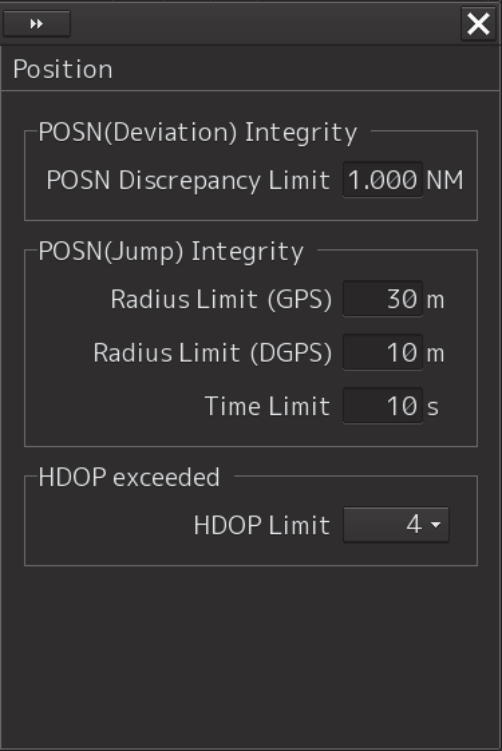 Position
POSN(Deviation) Integrity
POSN Discrepancy Limit 1.000 NM
POSN(Jump) Integrity
Radius Limit (GPS) 30 m
Radius Limit (DGPS) 10 m
Time Limit 10 s
HDOP exceeded
HDOP Limit 4